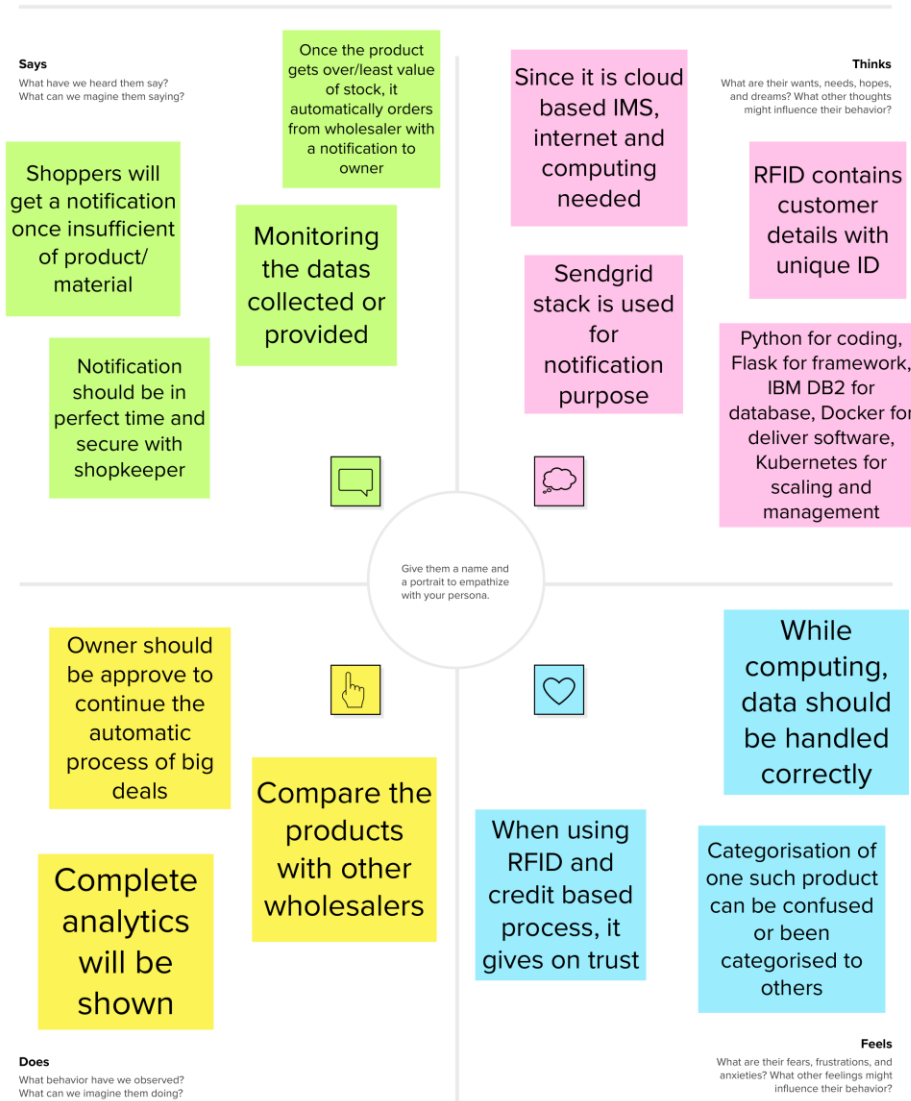 Says
What have we heard them say?
What can we magine them saying?
Shoppers will
get a notification
once insufficient
of product/
material
Once the product
gets over/least value
of stock, it
automatically orders
from wholesaler with
a notification to
owner
Monitoring
the datas
collected or
provided
Notification
should be in
perfect time and
secure with
shopkeeper
Thinks
What are their wants, needs, hopes,
and dreams? What other thoughts
might influence their behavior?
Since it is cloud
based IMS,
internet and
computing
needed
RFID contains
customer
details with
unique ID
Sendgrid
stack is used
for
notification
purpose
Python for coding,
Flask for framework,
IBM DB2 for
database, Docker for
deliver software,
Kubernetes for
scaling and
management
Give them a name and
a portrait to empathize
with your persona.
Owner should
be approve to
continue the
automatic
process of big
deals
Compare the
products
with other
wholesalers
Complete
analytics
will be
shown
Does
What behavior have we observed?
What can we imagine them doing?
While
computing,
data should
be handled
correctly
When using
RFID and
credit based
process, it
gives on trust
Categorisation of
one such product
can be confused
or been
categorised to
others
Feels
What are their fears, frustrations, and
anxieties? What other feelings might
influence their behavior?